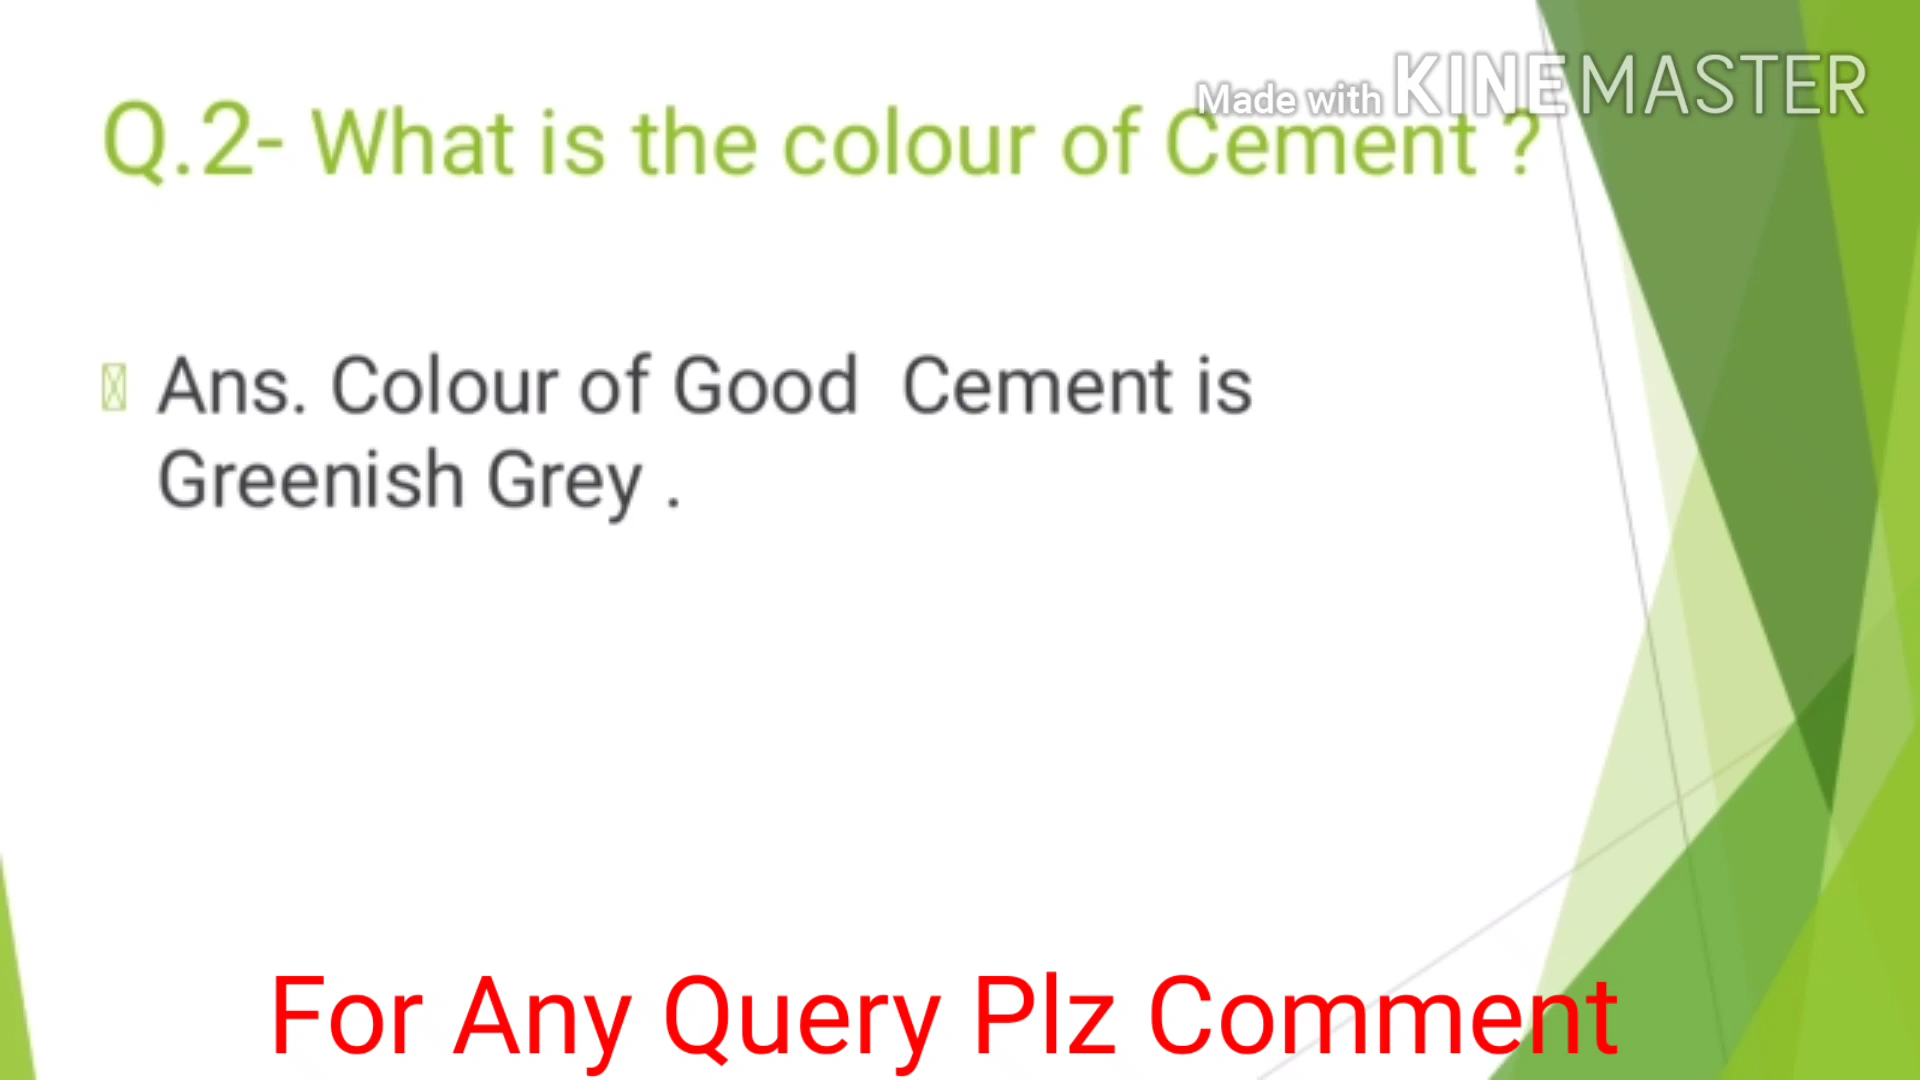 Made with KINEMASTER
Q.2- What is the colour of Cement ?
Ans. Colour of Good Cement is
Greenish Grey .
For Any Query Plz Comment